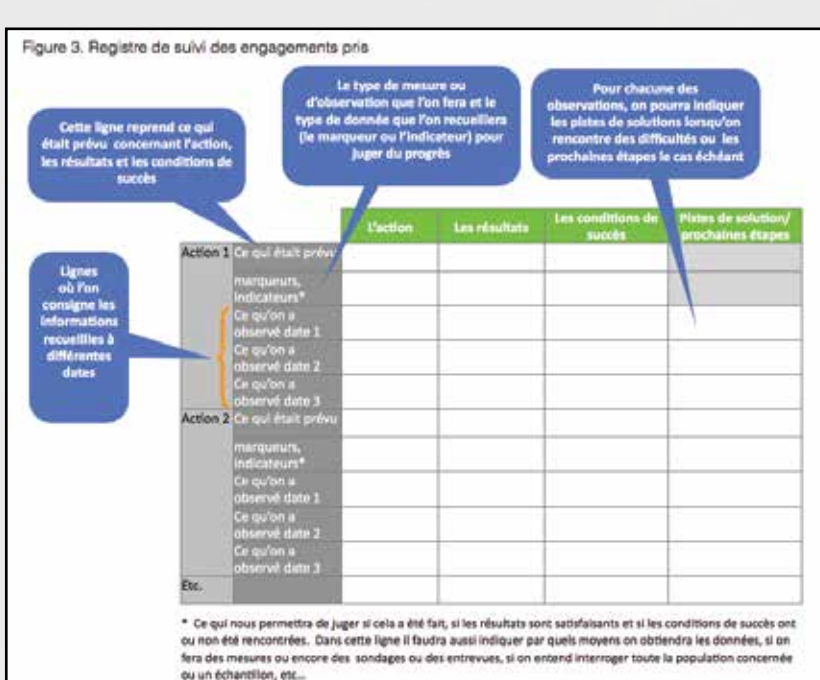 Figure 3. Registre de suivi des engagements pris
Cette ligne reprend ce qui
était prévu concernant l'action,
les résultats et les conditions de
succès
Le type de mesure ou
d'observation que l'on fera et le
type de donnée que l'on recueillera
(le marqueur ou l'indicateur) pour
juger du progrès
Pour chacune des
observations, on pourra indiquer
les pistes de solutions lorsqu'on
rencontre des difficultés ou les
prochaines étapes le cas échéant
Lignes
où l'on
consigne les
informations
recueillies à
différentes
dates
L'action Les résultats Les conditions de succès Pistes de solution/ prochaines étapes
Action 1 Ce qui était prévu
marqueurs,
indicateurs*
Ce qu'on a
observé date 1
Ce qu'on a
observé date 2
Ce qu'on a
observé date 3
Action 2 Ce qui était prévu
marqueurs,
indicateurs*
Ce qu'on a
observé date 1
Ce qu'on a
observé date 2
Ce qu'on a
observé date 3
Etc.
* Ce qui nous permettra de juger si cela a été fait, si les résultats sont satisfaisants et si les conditions de succès ont
ou non été rencontrées. Dans cette ligne il faudra aussi indiquer par quels moyens on obtiendra les données, si on
fera des mesures ou encore des sondages ou des entrevues, si on entend interroger toute la population concernée
ou un échantillon, etc...